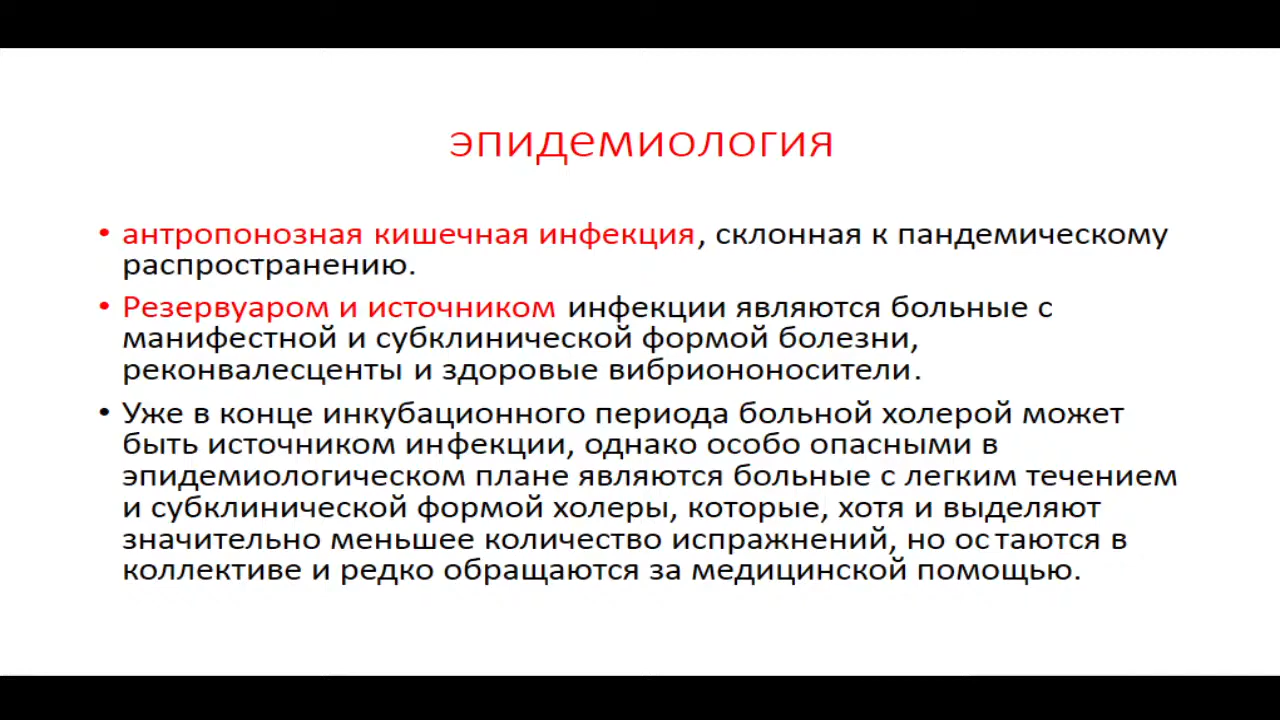 эпидемиология
• антропонозная кишечная инфекция, склонная к пандемическому
распространению.
• Резервуаром и источником инфекции являются больные с
манифестной и субклинической формой болезни,
реконвалесценты и здоровые вибриононосители.
• Уже в конце инкубационного периода больной холерой может
быть источником инфекции, однако особо опасными в
эпидемиологическом плане являются больные с легким течением
и субклинической формой холеры, которые, хотя и выделяют
значительно меньшее количество испражнений, но остаются в
коллективе и редко обращаются за медицинской помощью.